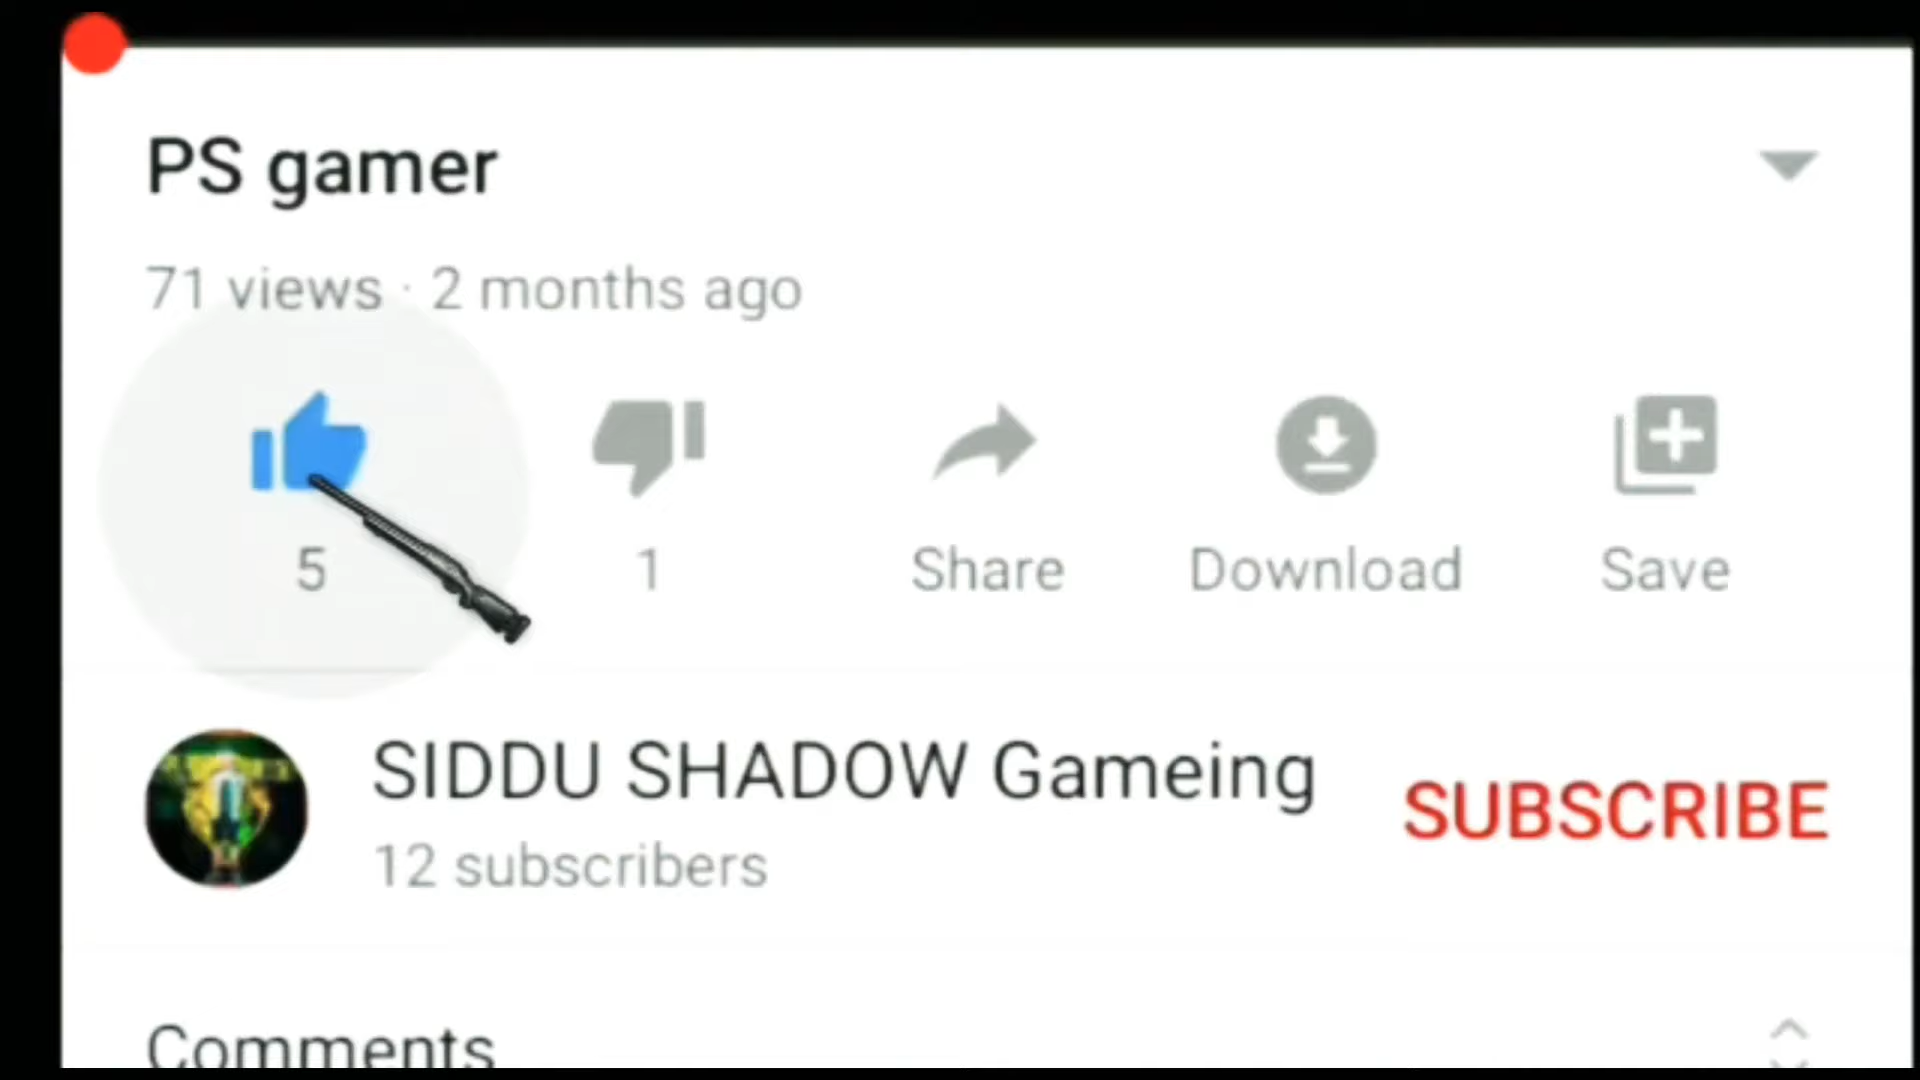 PS gamer
71 views · 2 months ago
5 1 Share Download Save
SIDDU SHADOW Gameing
SUBSCRIBE
12 subscribers
Comments